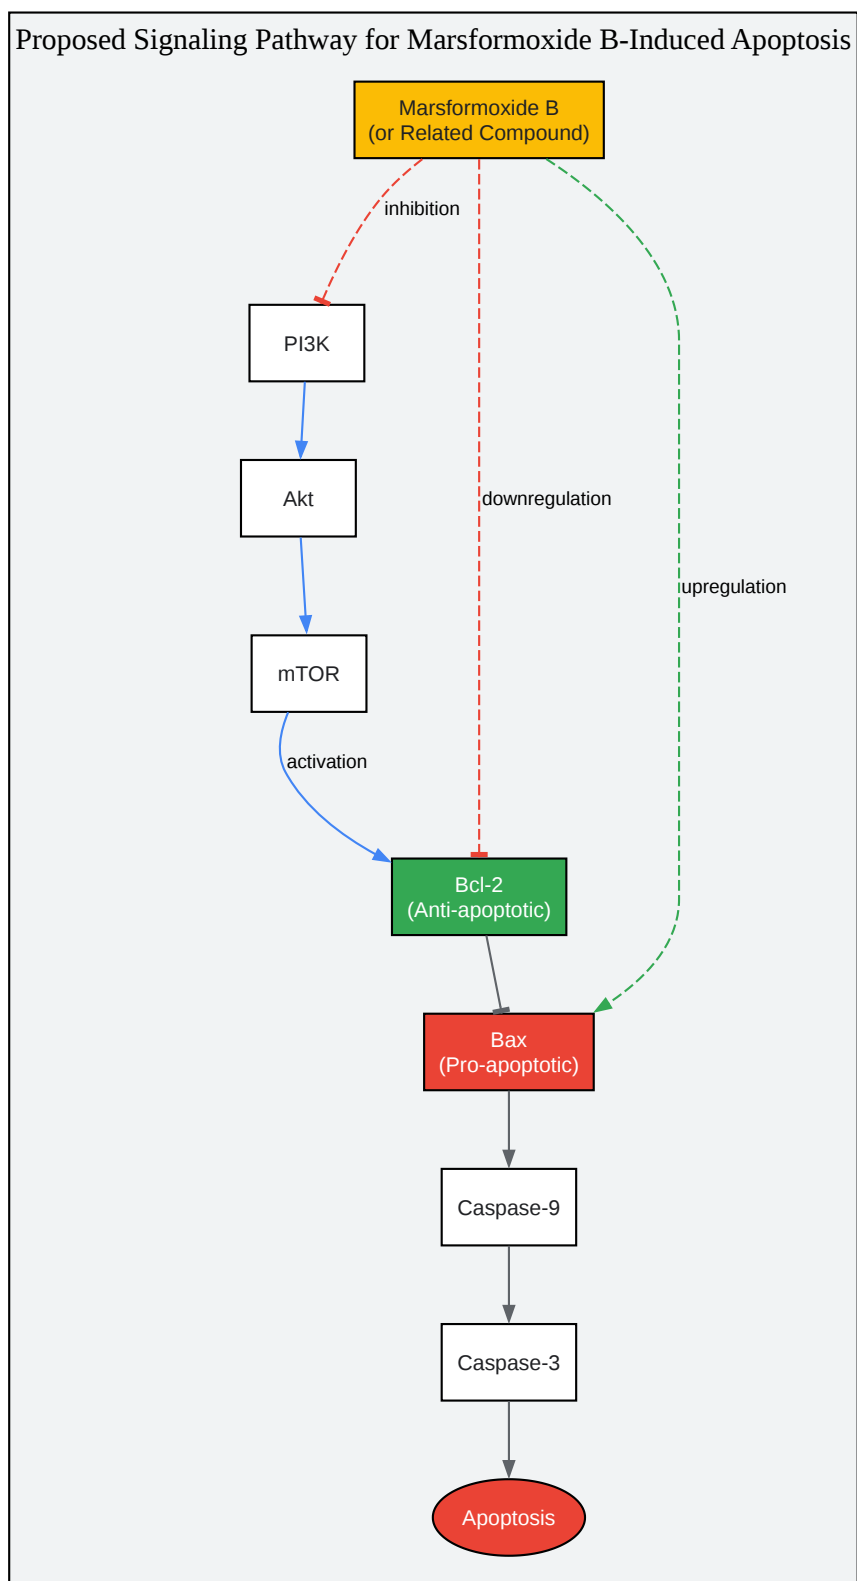 Proposed Signaling Pathway for Marsformoxide B-Induced Apoptosis
Marsformoxide B
(or Related Compound)
inhibition
PI3K
Akt
downregulation
upregulation
mTOR
activation
Bcl-2
(Anti-apoptotic)
Bax
(Pro-apoptotic)
Caspase-9
Caspase-3
Apoptosis